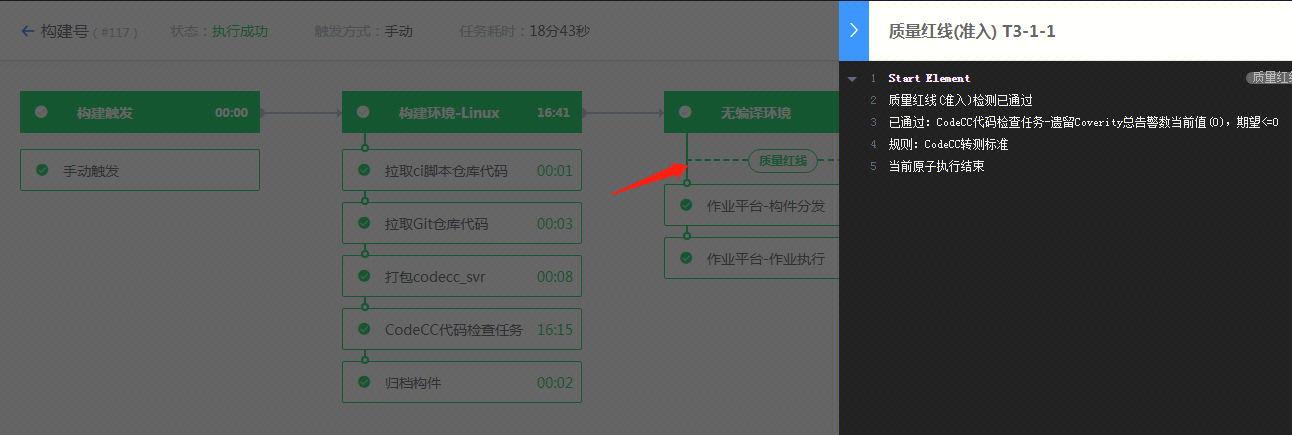 构建号 ( #117 ) 状态：执行成功 触发方式：手动 任务耗时：18分43秒
构建触发 00:00
手动触发
构建环境-Linux 16:41
拉取ci脚本仓库代码 00:01
拉取Git仓库代码 00:03
打包codecc_svr 00:08
CodeCC代码检查任务 16:15
归档构件 00:02
无编译环境
质量红线
作业平台-构件分发
作业平台-作业执行
质量红线(准入) T3-1-1
1 Start Element
质量红线
2 质量红线(准入)检测已通过
3 已通过：CodeCC代码检查任务-遗留Coverity总告警数当前值(0)，期望<=0
4 规则：CodeCC转测标准
5 当前原子执行结束